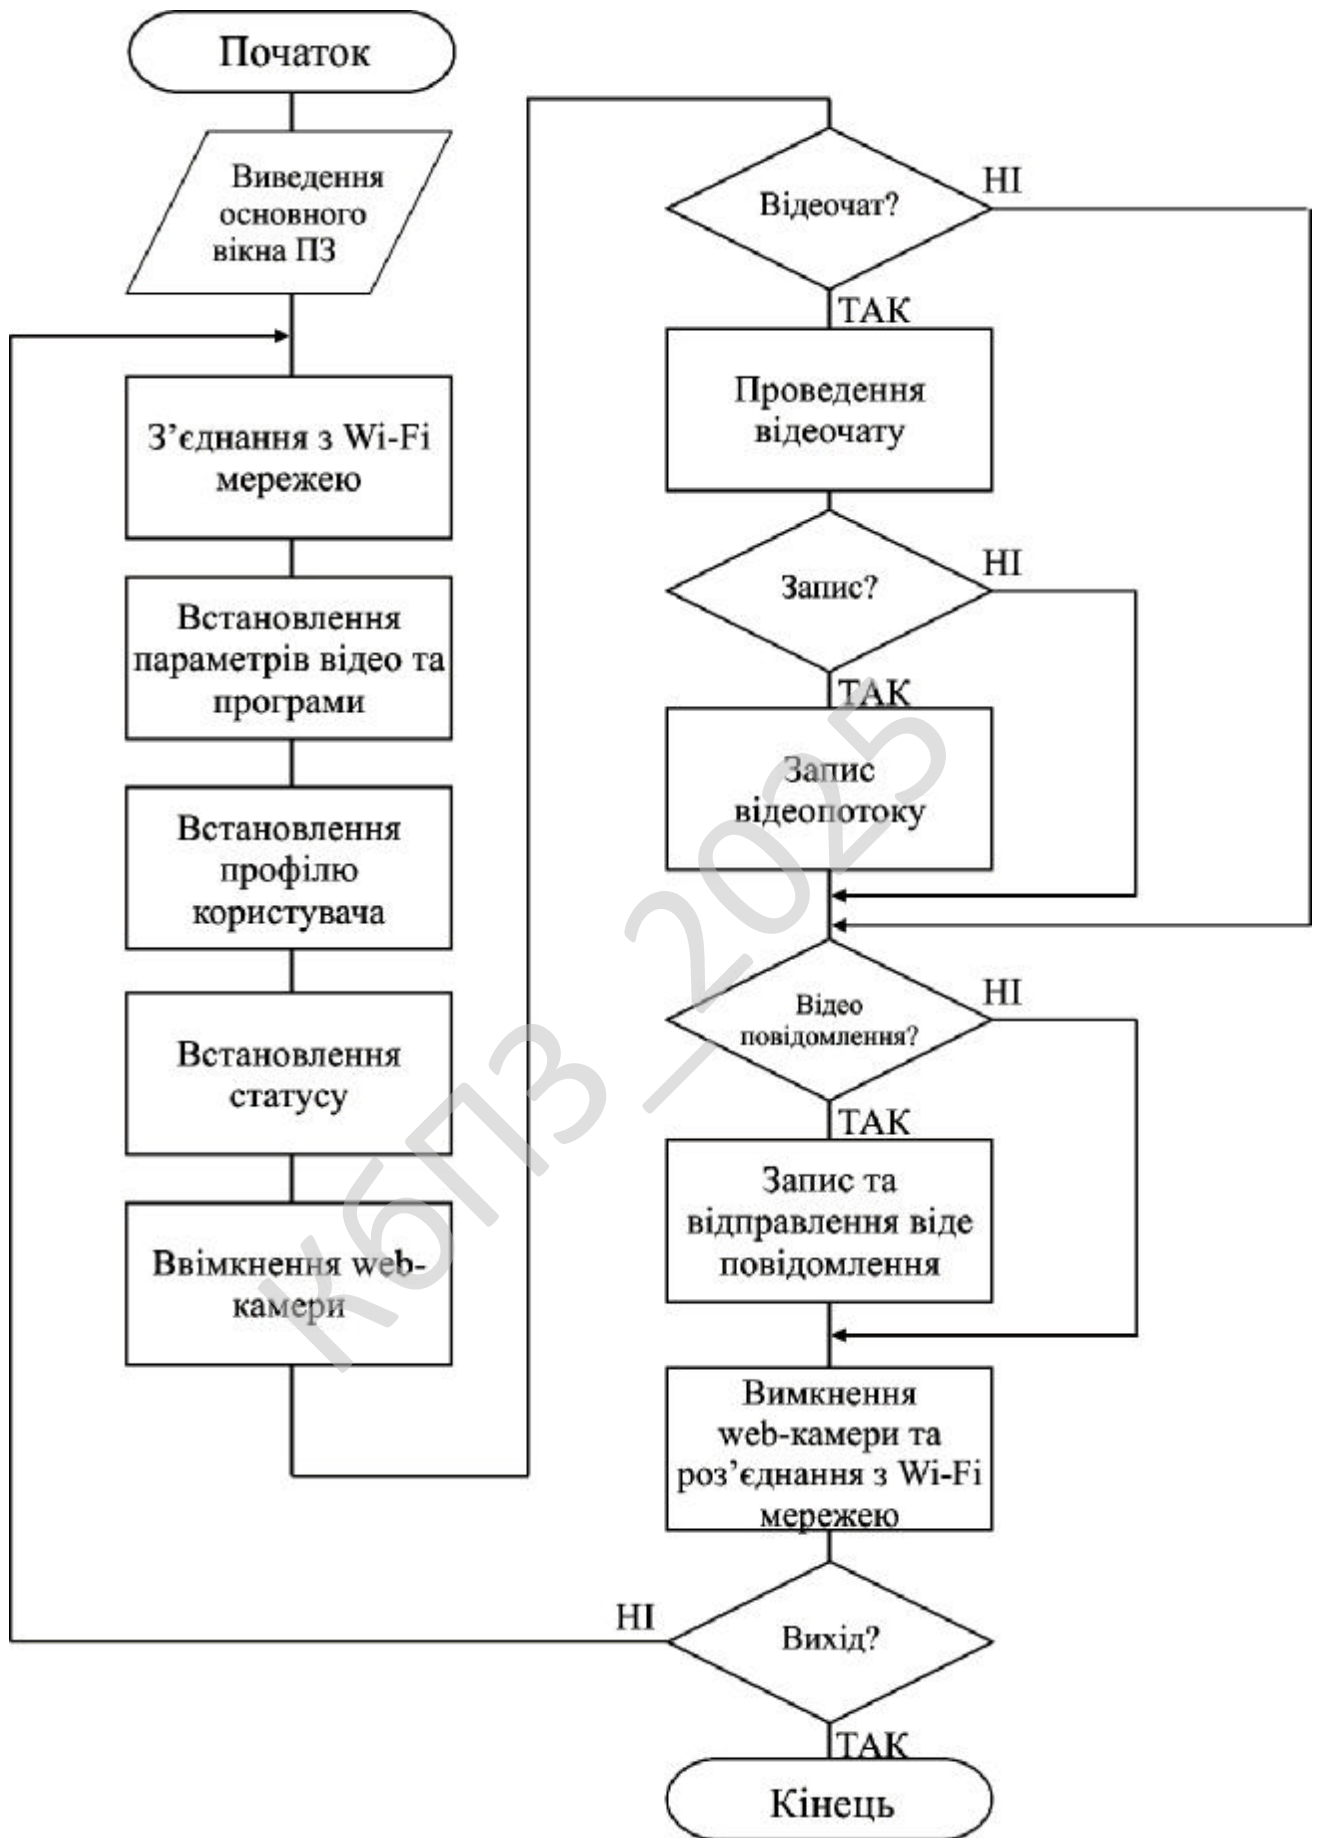 Початок
Виведення
основного
вікна ПЗ
З’єднання з Wi-Fi
мережею
Встановлення
параметрів відео та
програми
Встановлення
профілю
користувача
Встановлення
статусу
Ввімкнення web-
камери
Відеочат?
НІ
ТАК
Проведення
відеочату
Запис?
НІ
ТАК
Запис
відеопотоку
Відео
повідомлення?
НІ
ТАК
Запис та
відправлення віде
повідомлення
Вимкнення
web-камери та
роз’єднання з Wi-Fi
мережею
Вихід?
НІ
ТАК
Кінець
КбПЗ_2025